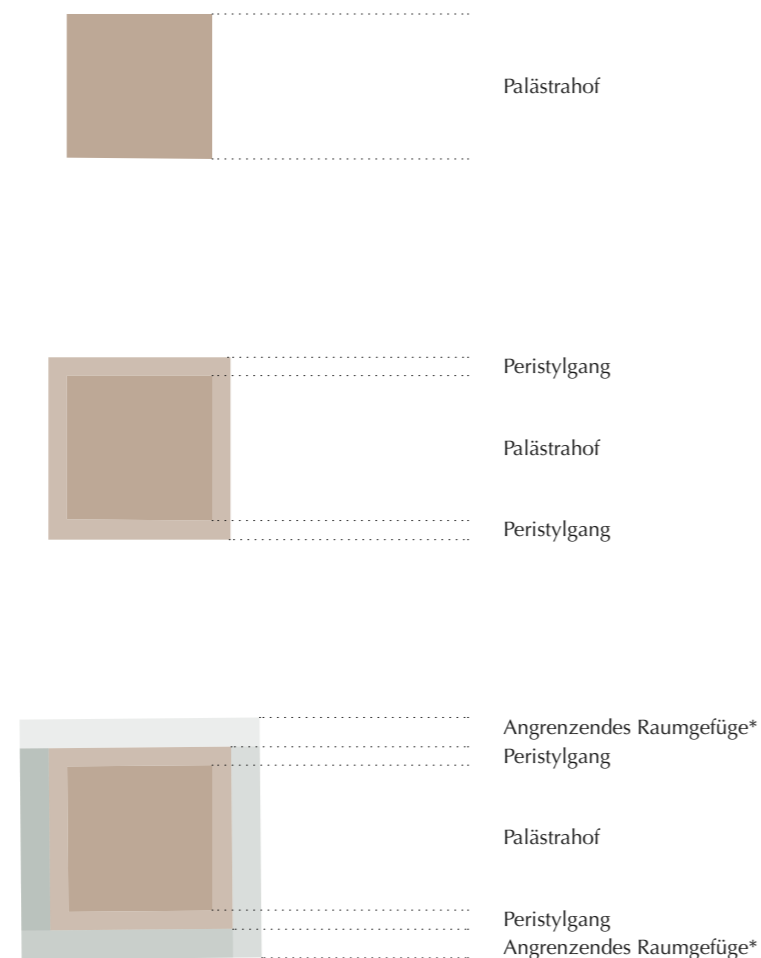 Palästrahof
Peristylgang
Palästrahof
Peristylgang
Angrenzendes Raumgefüge*
Peristylgang
Palästrahof
Peristylgang
Angrenzendes Raumgefüge*